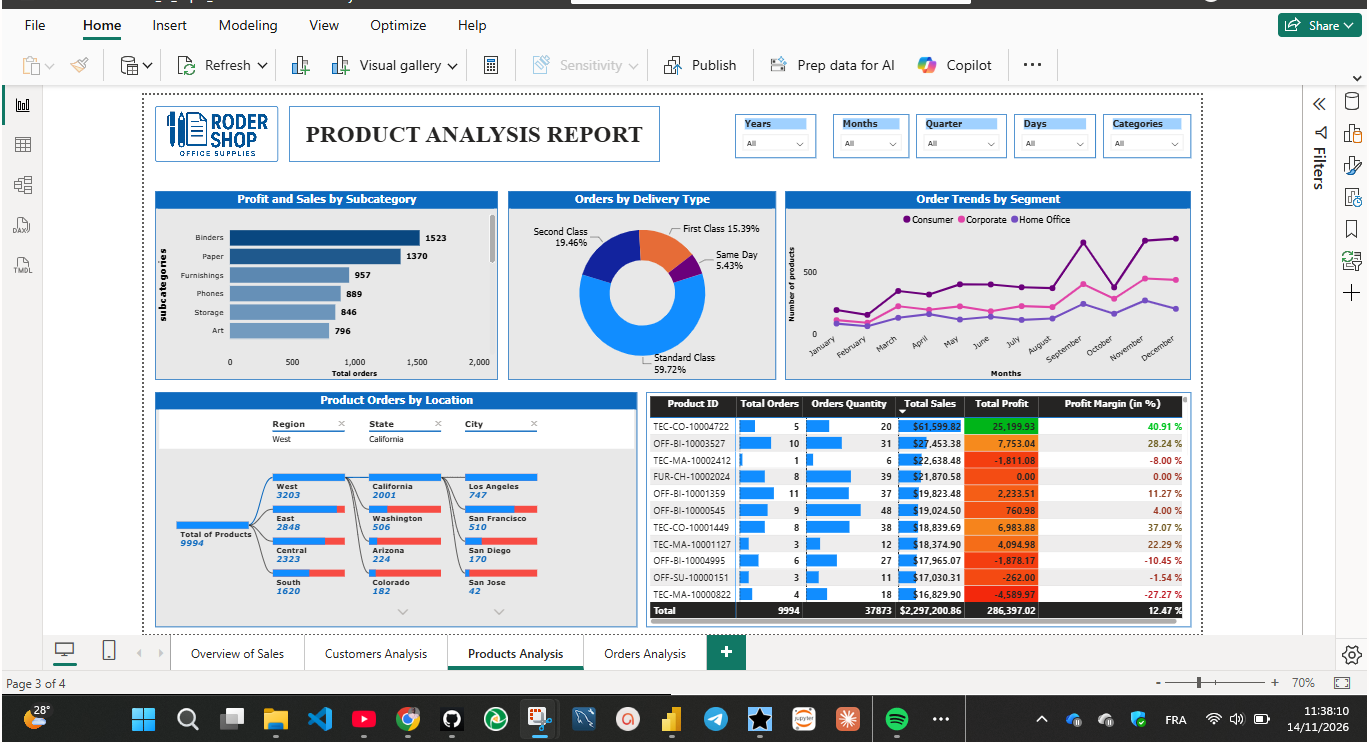 File Home Insert Modeling View Optimize Help Share
Refresh Visual gallery Sensitivity Publish Prep data for AI Copilot
RODER
SHOP
OFFICE SUPPLIES
PRODUCT ANALYSIS REPORT
Years Months Quarter Days Categories
All All All All All
Filters
Profit and Sales by Subcategory
subcategories
Binders 1523
Paper 1370
Furnishings 957
Phones 889
Storage 846
Art 796
0 500 1,000 1,500 2,000
Total orders
Orders by Delivery Type
Second Class
19.46%
First Class 15.39%
Same Day
5.43%
Standard Class
59.72%
Order Trends by Segment
Consumer Corporate Home Office
Number of products
500
0
January February March April May June July August September October November December
Months
Product Orders by Location
Region State City
West California
West
3203
East
2848
Central
2323
South
1620
Total of Products
9994
California
2001
Washington
506
Arizona
224
Colorado
182
Los Angeles
747
San Francisco
510
San Diego
170
San Jose
42
Product ID Total Orders Orders Quantity Total Sales Total Profit Profit Margin (in %)
TEC-CO-10004722 5 20 $61,599.82 25,199.93 40.91 %
OFF-BI-10003527 10 31 $27,453.38 7,753.04 28.24 %
TEC-MA-10002412 1 6 $22,638.48 -1,811.08 -8.00 %
FUR-CH-10002024 8 39 $21,870.58 0.00 0.00 %
OFF-BI-10001359 11 37 $19,823.48 2,233.51 11.27 %
OFF-BI-10000545 9 48 $19,024.50 760.98 4.00 %
TEC-CO-10001449 8 38 $18,839.69 6,983.88 37.07 %
TEC-MA-10001127 3 12 $18,374.90 4,094.98 22.29 %
OFF-BI-10004995 6 27 $17,965.07 -1,878.17 -10.45 %
OFF-SU-10000151 3 11 $17,030.31 -262.00 -1.54 %
TEC-MA-10000822 4 18 $16,829.90 -4,589.97 -27.27 %
Total 9994 37873 $2,297,200.86 286,397.02 12.47 %
Overview of Sales Customers Analysis Products Analysis Orders Analysis
Page 3 of 4
- + 70%
28°
FRA
11:38:10
14/11/2026